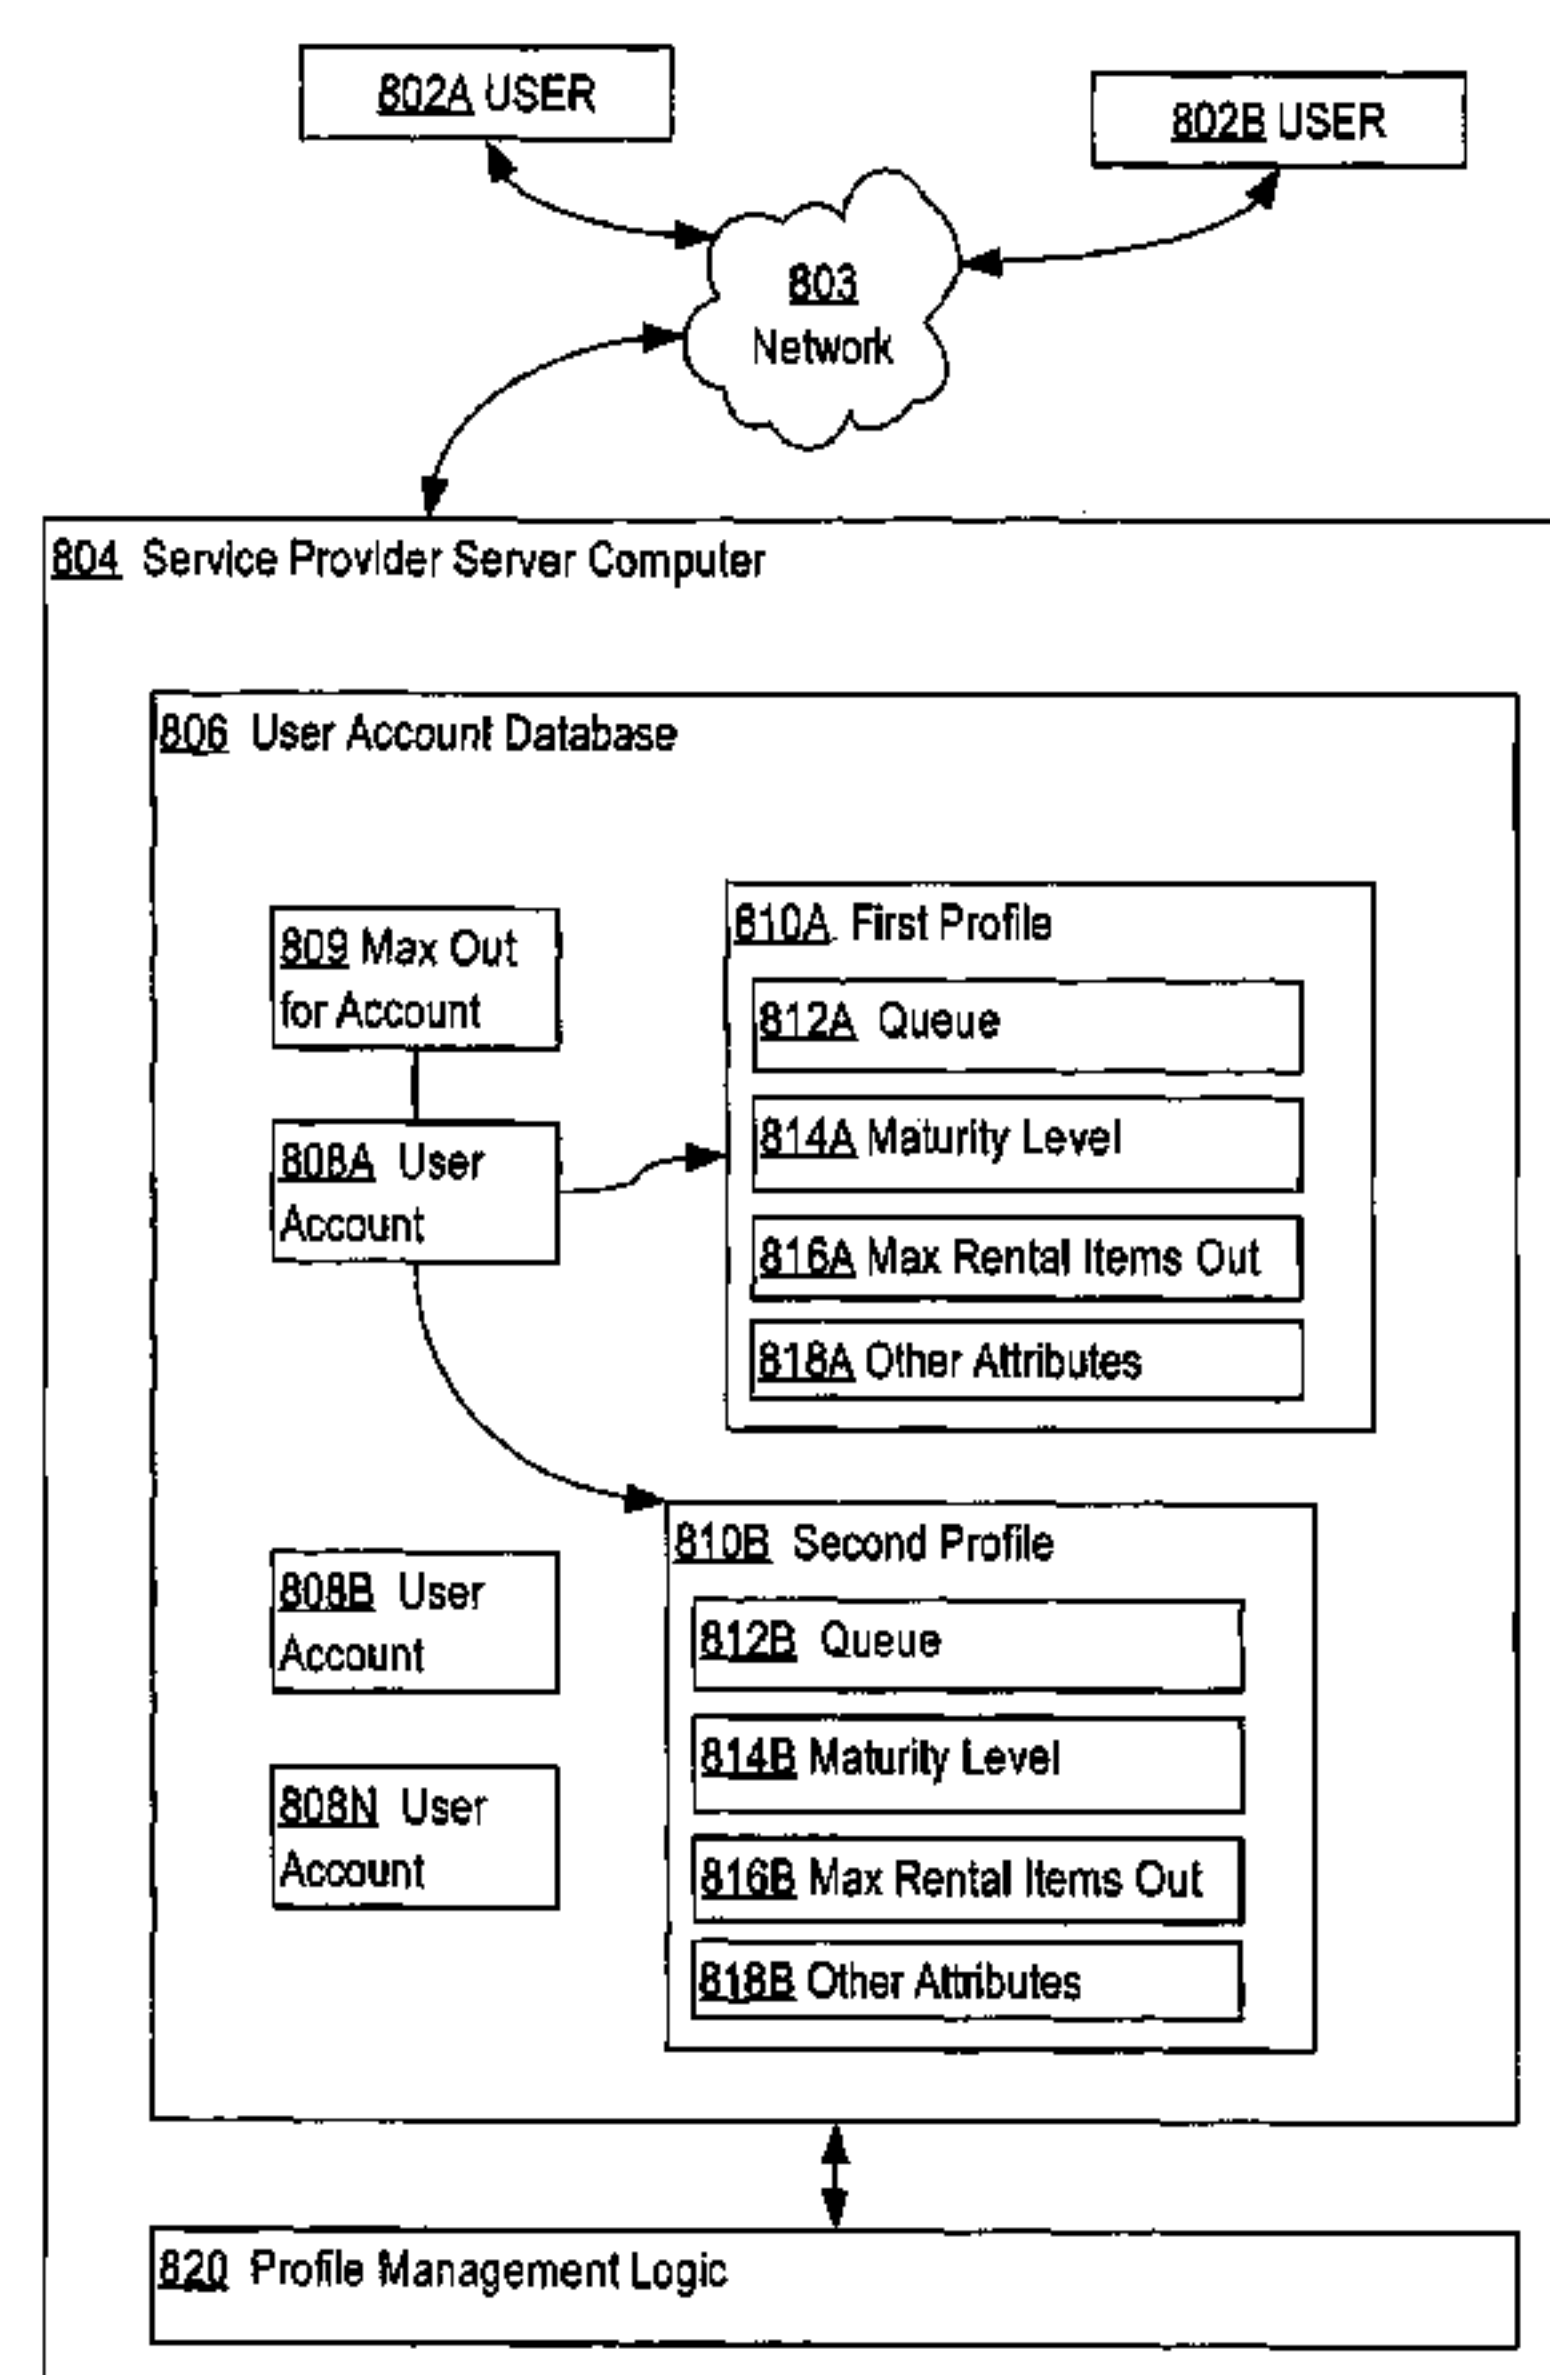 802A USER
802B USER
803
Network
804 Service Provider Server Computer
806 User Account Database
809 Max Out
for Account
808A User
Account
810A First Profile
812A Queue
814A Maturity Level
816A Max Rental Items Out
818A Other Attributes
810B Second Profile
812B Queue
814B Maturity Level
816B Max Rental Items Out
818B Other Attributes
808B User
Account
808N User
Account
820 Profile Management Logic